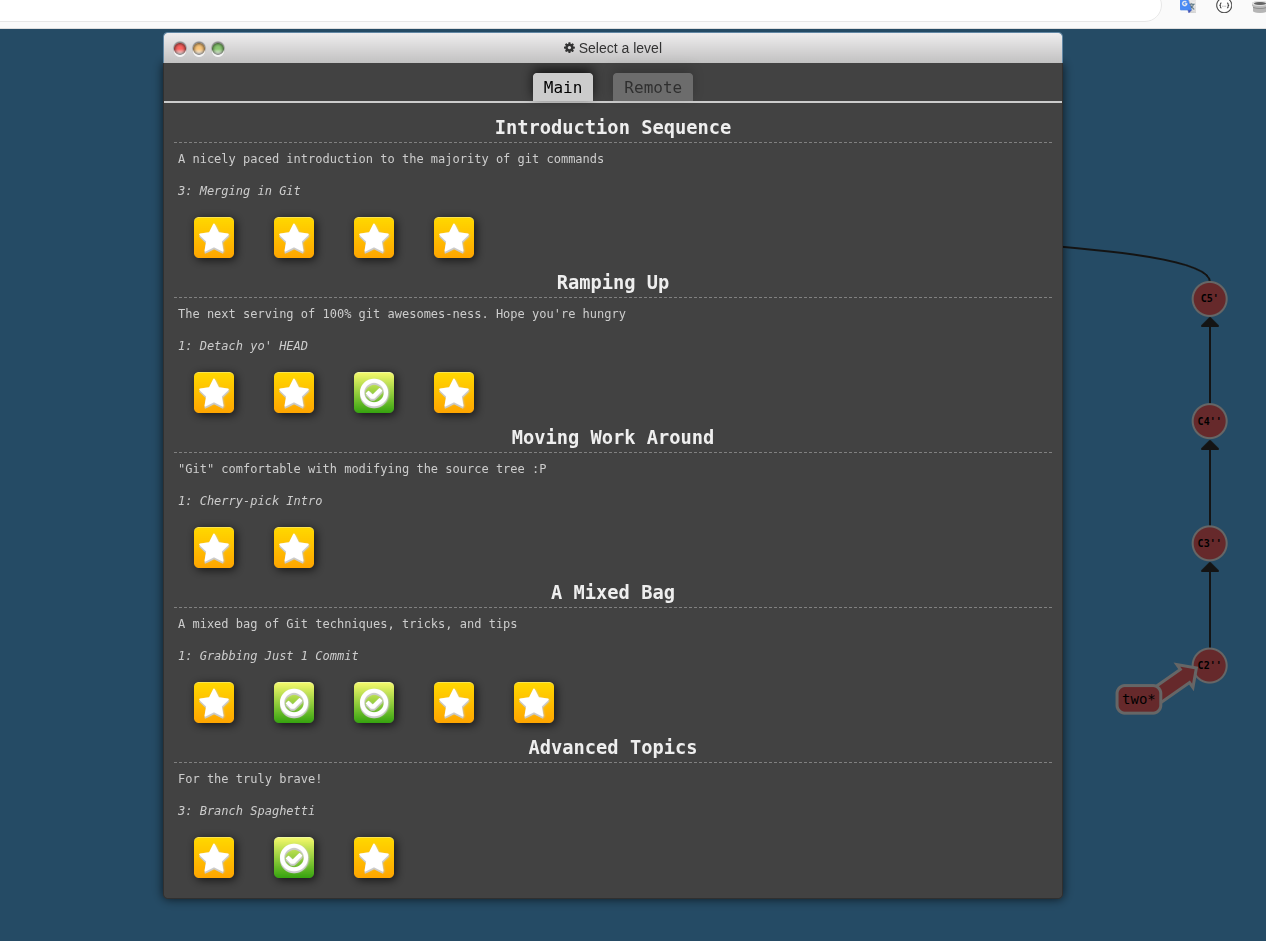 Select a level
Main
Remote
Introduction Sequence
A nicely paced introduction to the majority of git commands
3: Merging in Git
Ramping Up
The next serving of 100% git awesomes-ness. Hope you're hungry
1: Detach yo' HEAD
Moving Work Around
"Git" comfortable with modifying the source tree :P
1: Cherry-pick Intro
A Mixed Bag
A mixed bag of Git techniques, tricks, and tips
1: Grabbing Just 1 Commit
Advanced Topics
For the truly brave!
3: Branch Spaghetti
C5'
C4''
C3''
C2''
two*